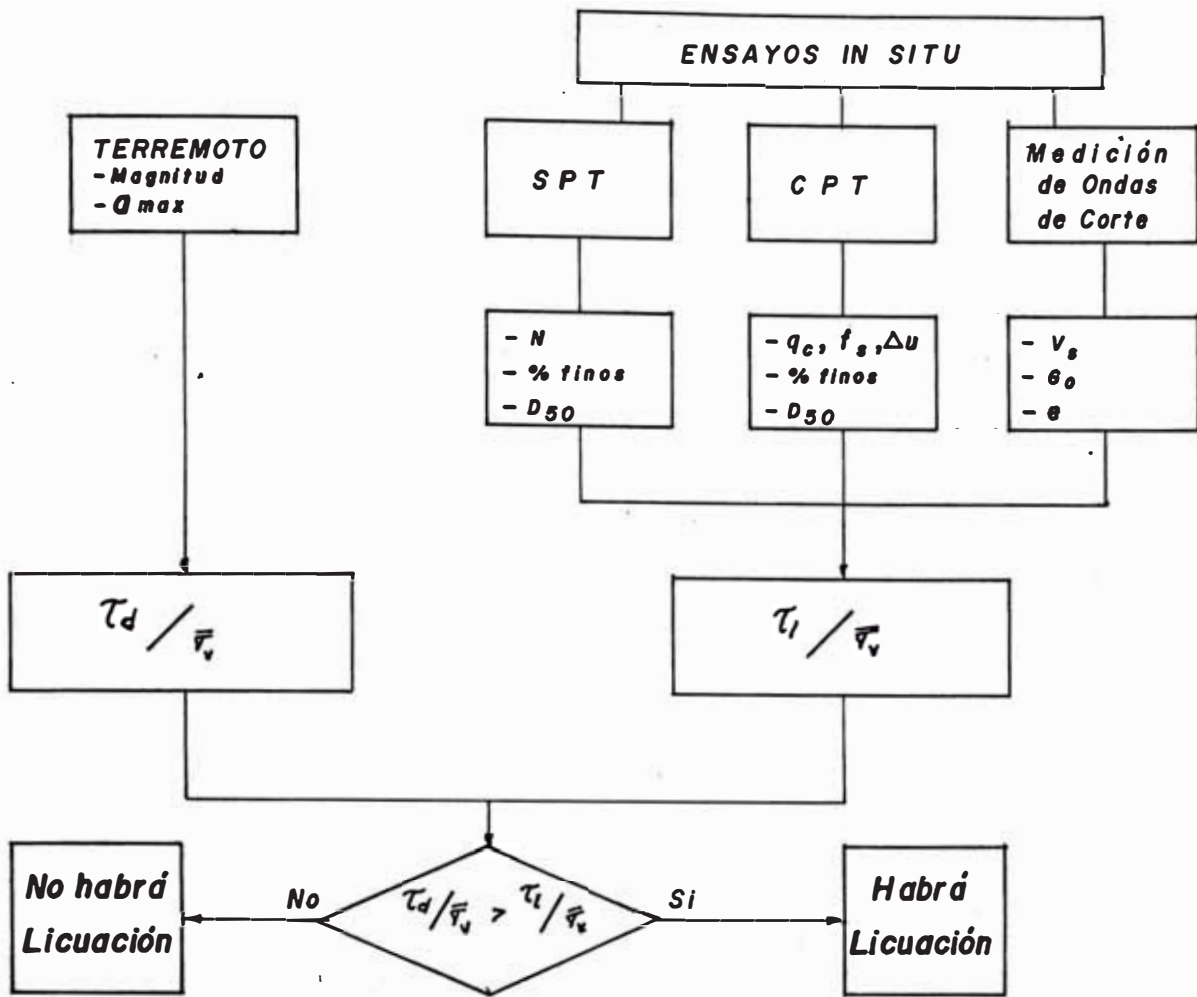 ENSAYOS IN SITU
TERREMOTO
- Magnitud
- a max
SPT
CPT
Medición
de Ondas
de Corte
- N
- % finos
- D50
- qc, fs, Δu
- % finos
- D50
- Vs
- Go
- e
τd / σ̄v
τl / σ̄v
τd / σ̄v > τl / σ̄v
No
Si
No habrá
Licuación
Habrá
Licuación